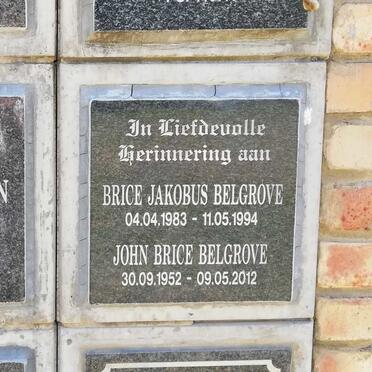 In Liefdevolle
Herinnering aan
BRICE JAKOBUS BELGROVE
04.04.1983 - 11.05.1994
JOHN BRICE BELGROVE
30.09.1952 - 09.05.2012